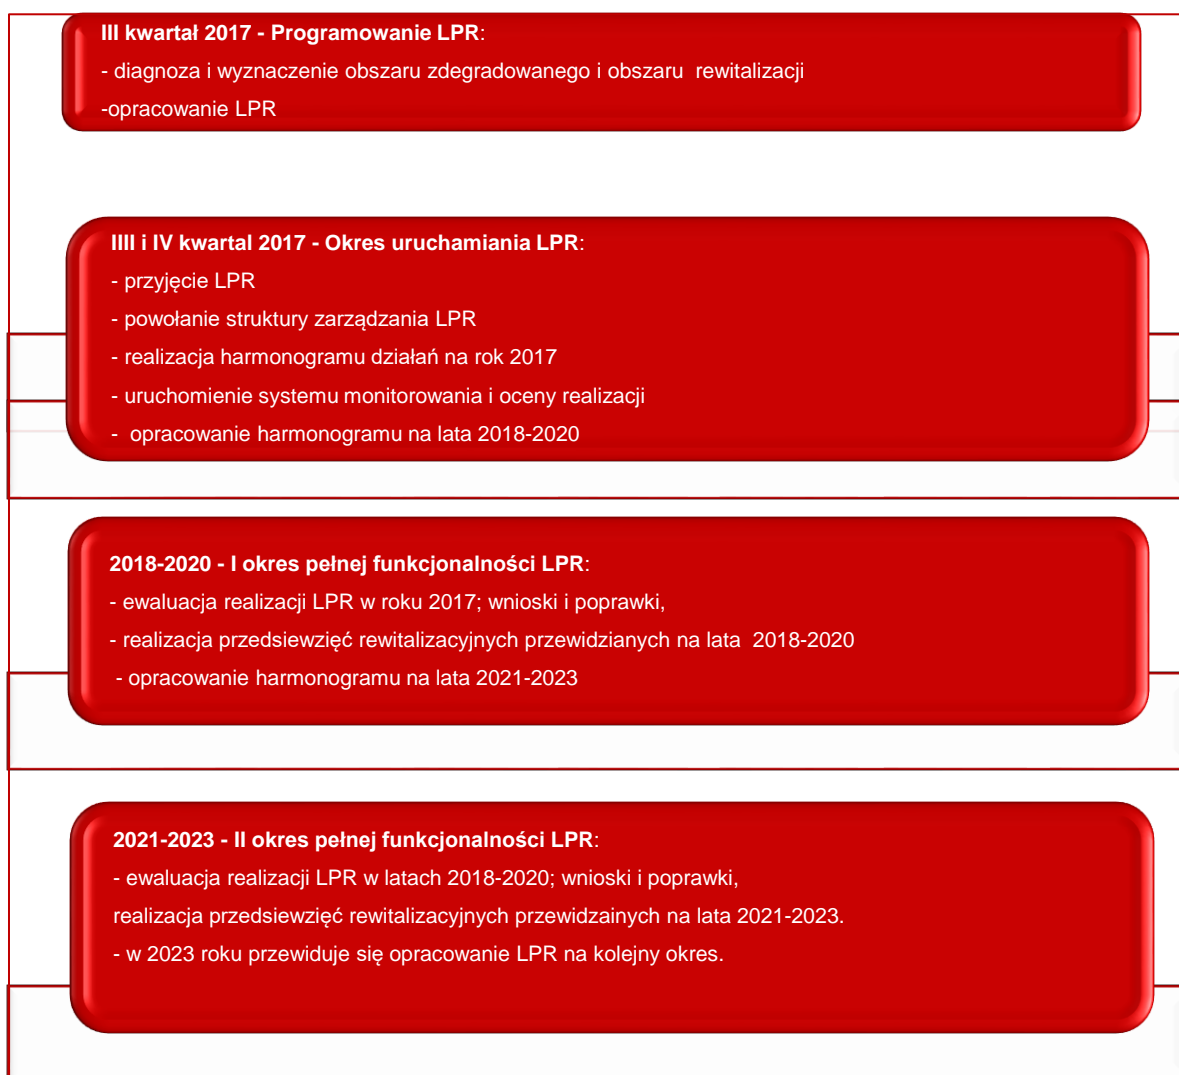 III kwartał 2017 - Programowanie LPR:
- diagnoza i wyznaczenie obszaru zdegradowanego i obszaru rewitalizacji
-opracowanie LPR
IIII i IV kwartal 2017 - Okres uruchamiania LPR:
- przyjęcie LPR
- powołanie struktury zarządzania LPR
- realizacja harmonogramu działań na rok 2017
- uruchomienie systemu monitorowania i oceny realizacji
- opracowanie harmonogramu na lata 2018-2020
2018-2020 - I okres pełnej funkcjonalności LPR:
- ewaluacja realizacji LPR w roku 2017; wnioski i poprawki,
- realizacja przedsiewzięć rewitalizacyjnych przewidzianych na lata 2018-2020
- opracowanie harmonogramu na lata 2021-2023
2021-2023 - II okres pełnej funkcjonalności LPR:
- ewaluacja realizacji LPR w latach 2018-2020; wnioski i poprawki,
realizacja przedsiewzięć rewitalizacyjnych przewidzainych na lata 2021-2023.
- w 2023 roku przewiduje się opracowanie LPR na kolejny okres.